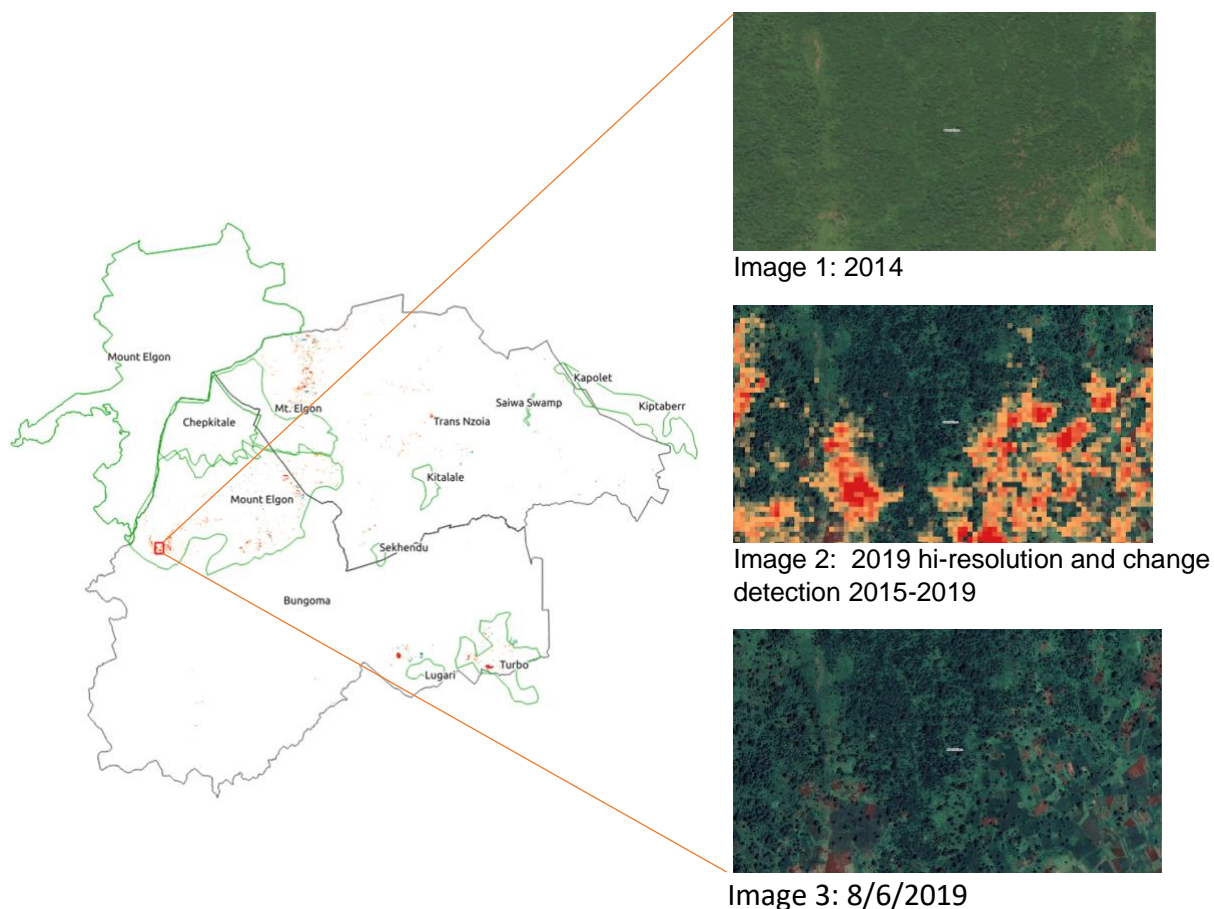 Image 1: 2014
Mount Elgon
Kapolet
Kiptaberr
Chepkitale
Mt. Elgon
Saiwa Swamp
Trans Nzoia
Kitalale
Mount Elgon
Sekhendu
Image 2:  2019 hi-resolution and change
detection 2015-2019
Bungoma
Turbo
Lugari
Image 3: 8/6/2019